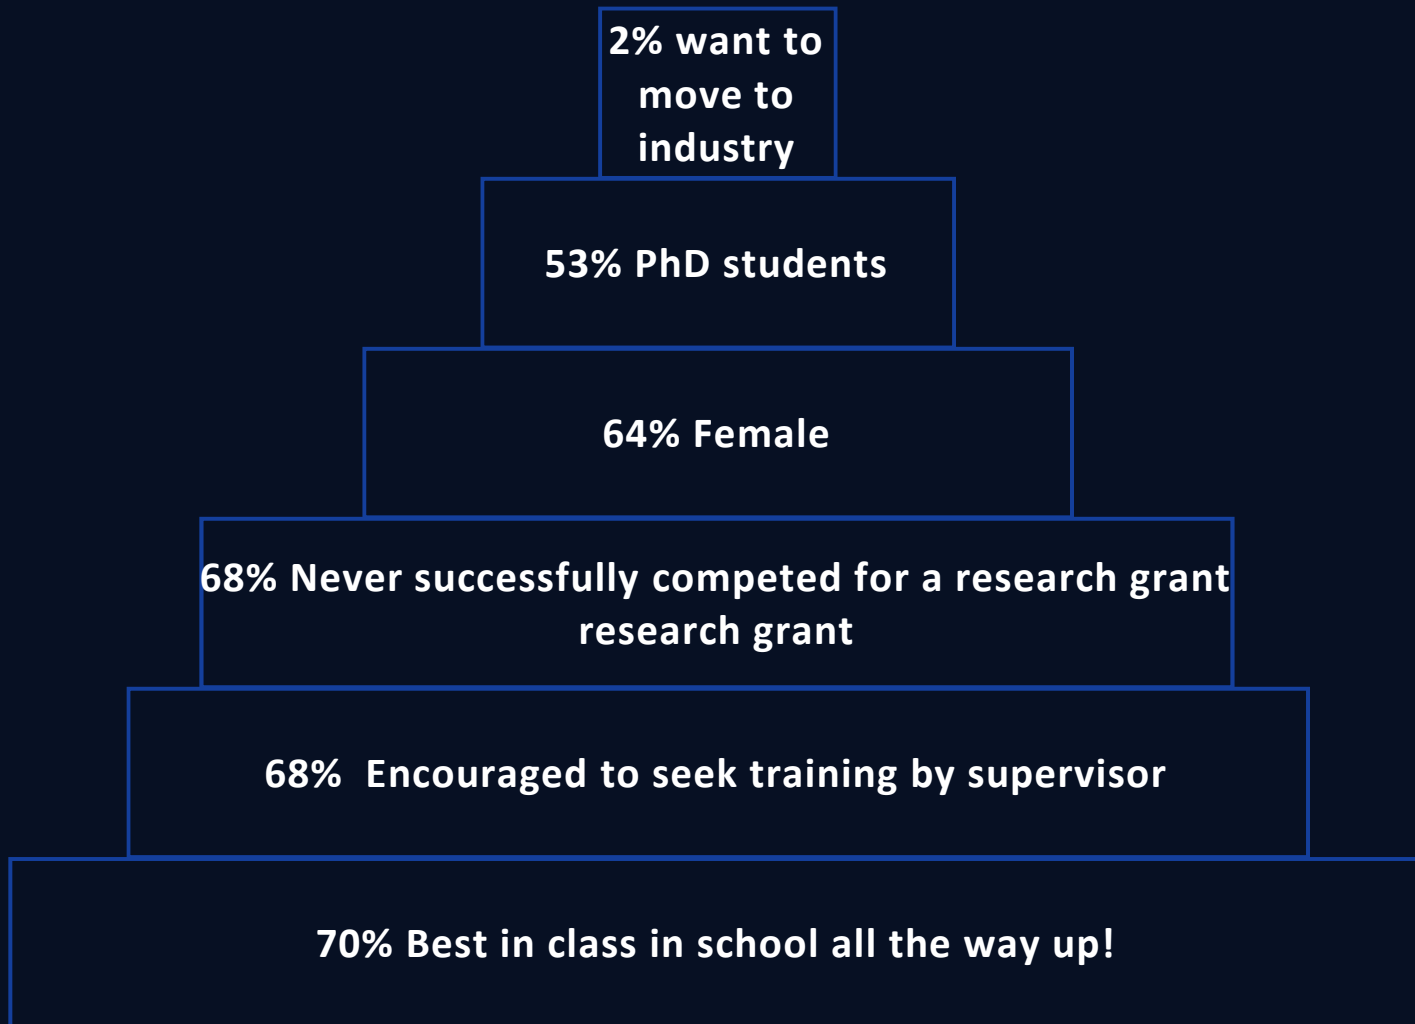 2% want to
move to
industry
53% PhD students
64% Female
68% Never successfully competed for a research grant
research grant
68%  Encouraged to seek training by supervisor
70% Best in class in school all the way up!